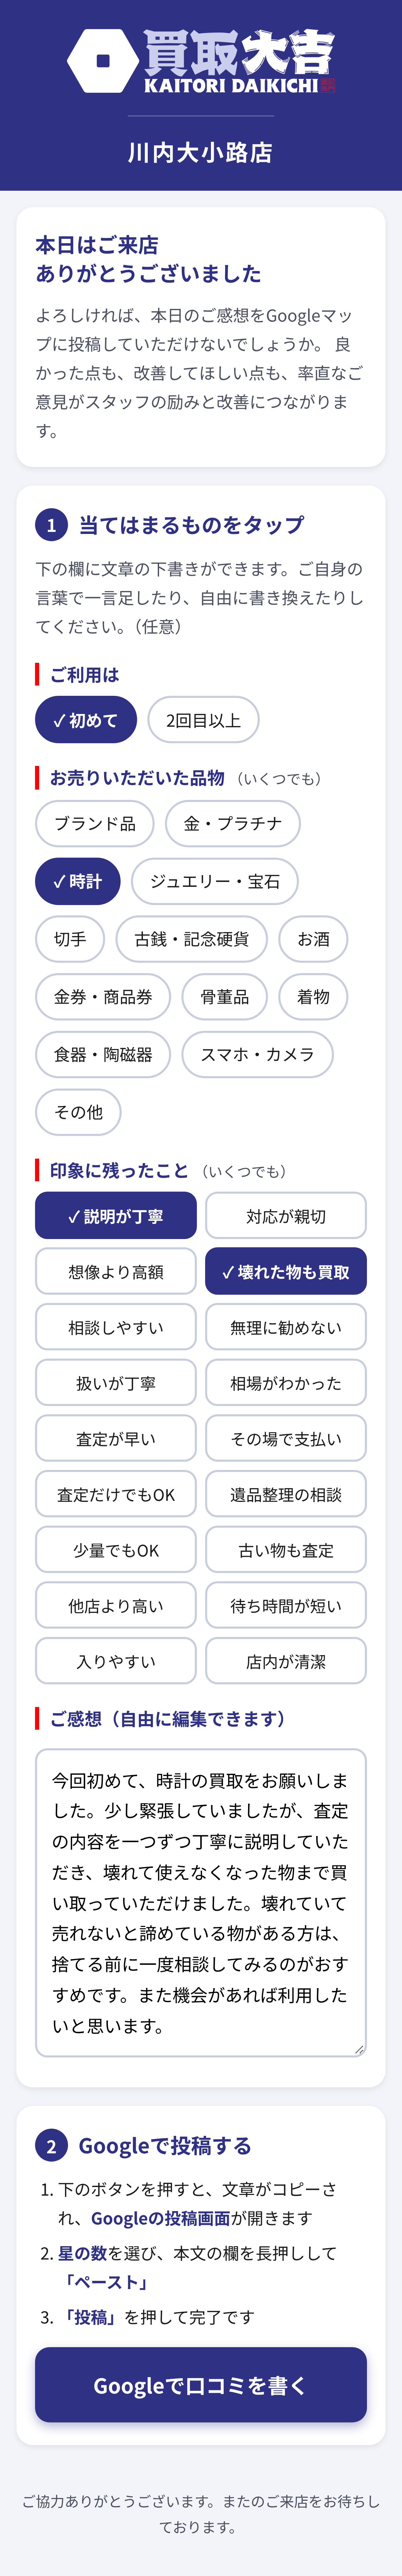 買取大吉
KAITORI DAIKICHI
川内大小路店
本日はご来店
ありがとうございました
よろしければ、本日のご感想をGoogleマッ
プに投稿していただけないでしょうか。 良
かった点も、改善してほしい点も、率直なご
意見がスタッフの励みと改善につながりま
す。
1 当てはまるものをタップ
下の欄に文章の下書きができます。ご自身の
言葉で一言足したり、自由に書き換えたりし
てください。（任意）
ご利用は
✓ 初めて 2回目以上
お売りいただいた品物 （いくつでも）
ブランド品 金・プラチナ
✓ 時計 ジュエリー・宝石
切手 古銭・記念硬貨 お酒
金券・商品券 骨董品 着物
食器・陶磁器 スマホ・カメラ
その他
印象に残ったこと （いくつでも）
✓ 説明が丁寧 対応が親切
想像より高額 ✓ 壊れた物も買取
相談しやすい 無理に勧めない
扱いが丁寧 相場がわかった
査定が早い その場で支払い
査定だけでもOK 遺品整理の相談
少量でもOK 古い物も査定
他店より高い 待ち時間が短い
入りやすい 店内が清潔
ご感想（自由に編集できます）
今回初めて、時計の買取をお願いしま
した。少し緊張していましたが、査定
の内容を一つずつ丁寧に説明していた
だき、壊れて使えなくなった物まで買
い取っていただけました。壊れていて
売れないと諦めている物がある方は、
捨てる前に一度相談してみるのがおす
すめです。また機会があれば利用した
いと思います。
2 Googleで投稿する
1. 下のボタンを押すと、文章がコピーさ
れ、Googleの投稿画面が開きます
2. 星の数を選び、本文の欄を長押しして
「ペースト」
3. 「投稿」を押して完了です
Googleで口コミを書く
ご協力ありがとうございます。またのご来店をお待ちし
ております。